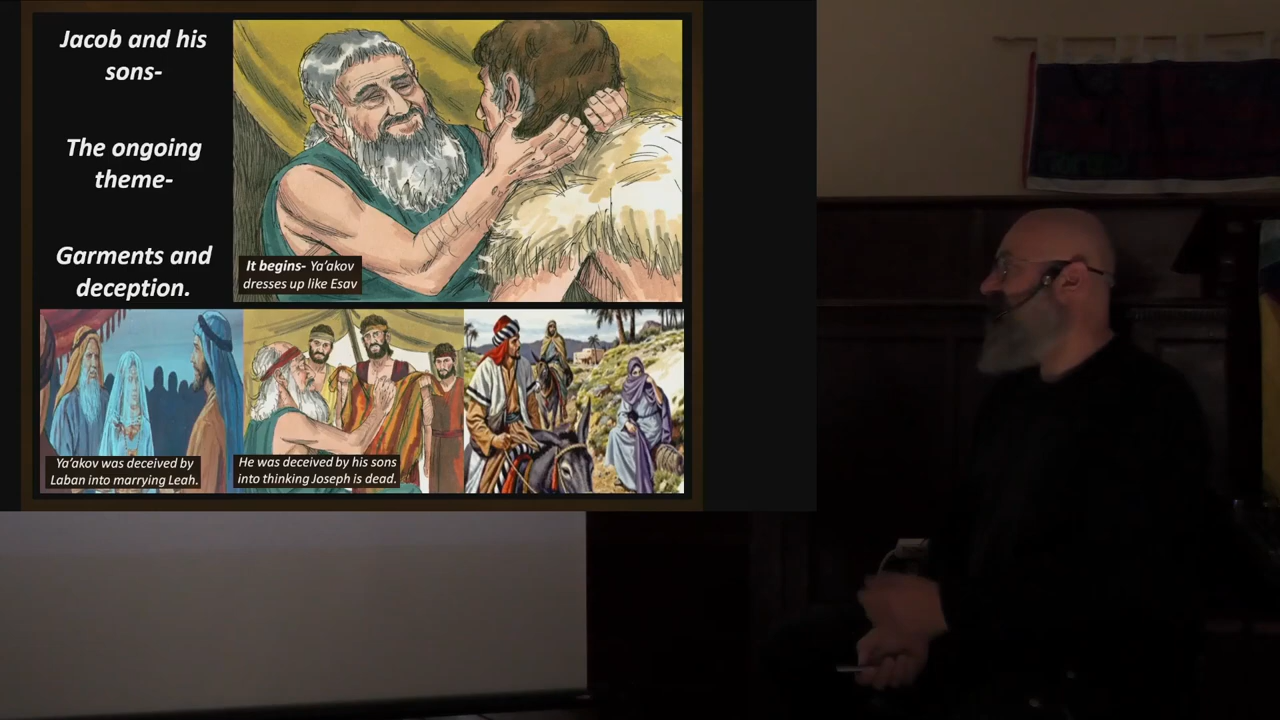 Jacob and his
sons-
The ongoing
theme-
Garments and
deception.
It begins- Ya'akov
dresses up like Esav
Ya'akov was deceived by
Laban into marrying Leah.
He was deceived by his sons
into thinking Joseph is dead.